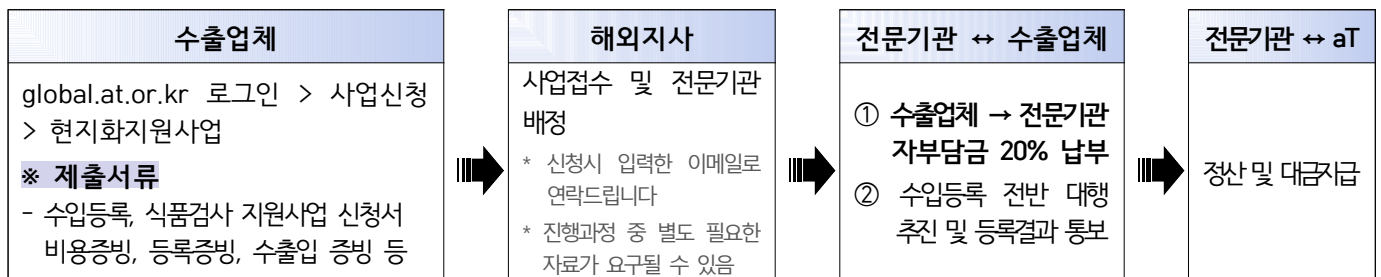 수출업체
global.at.or.kr 로그인 > 사업신청
> 현지화지원사업
※ 제출서류
- 수입등록, 식품검사 지원사업 신청서
비용증빙, 등록증빙, 수출입 증빙 등
해외지사
사업접수 및 전문기관
배정
* 신청시 입력한 이메일로
연락드립니다
* 진행과정 중 별도 필요한
자료가 요구될 수 있음
전문기관 ↔ 수출업체
① 수출업체 → 전문기관
자부담금 20% 납부
② 수입등록 전반 대행
추진 및 등록결과 통보
전문기관 ↔ aT
정산 및 대금지급